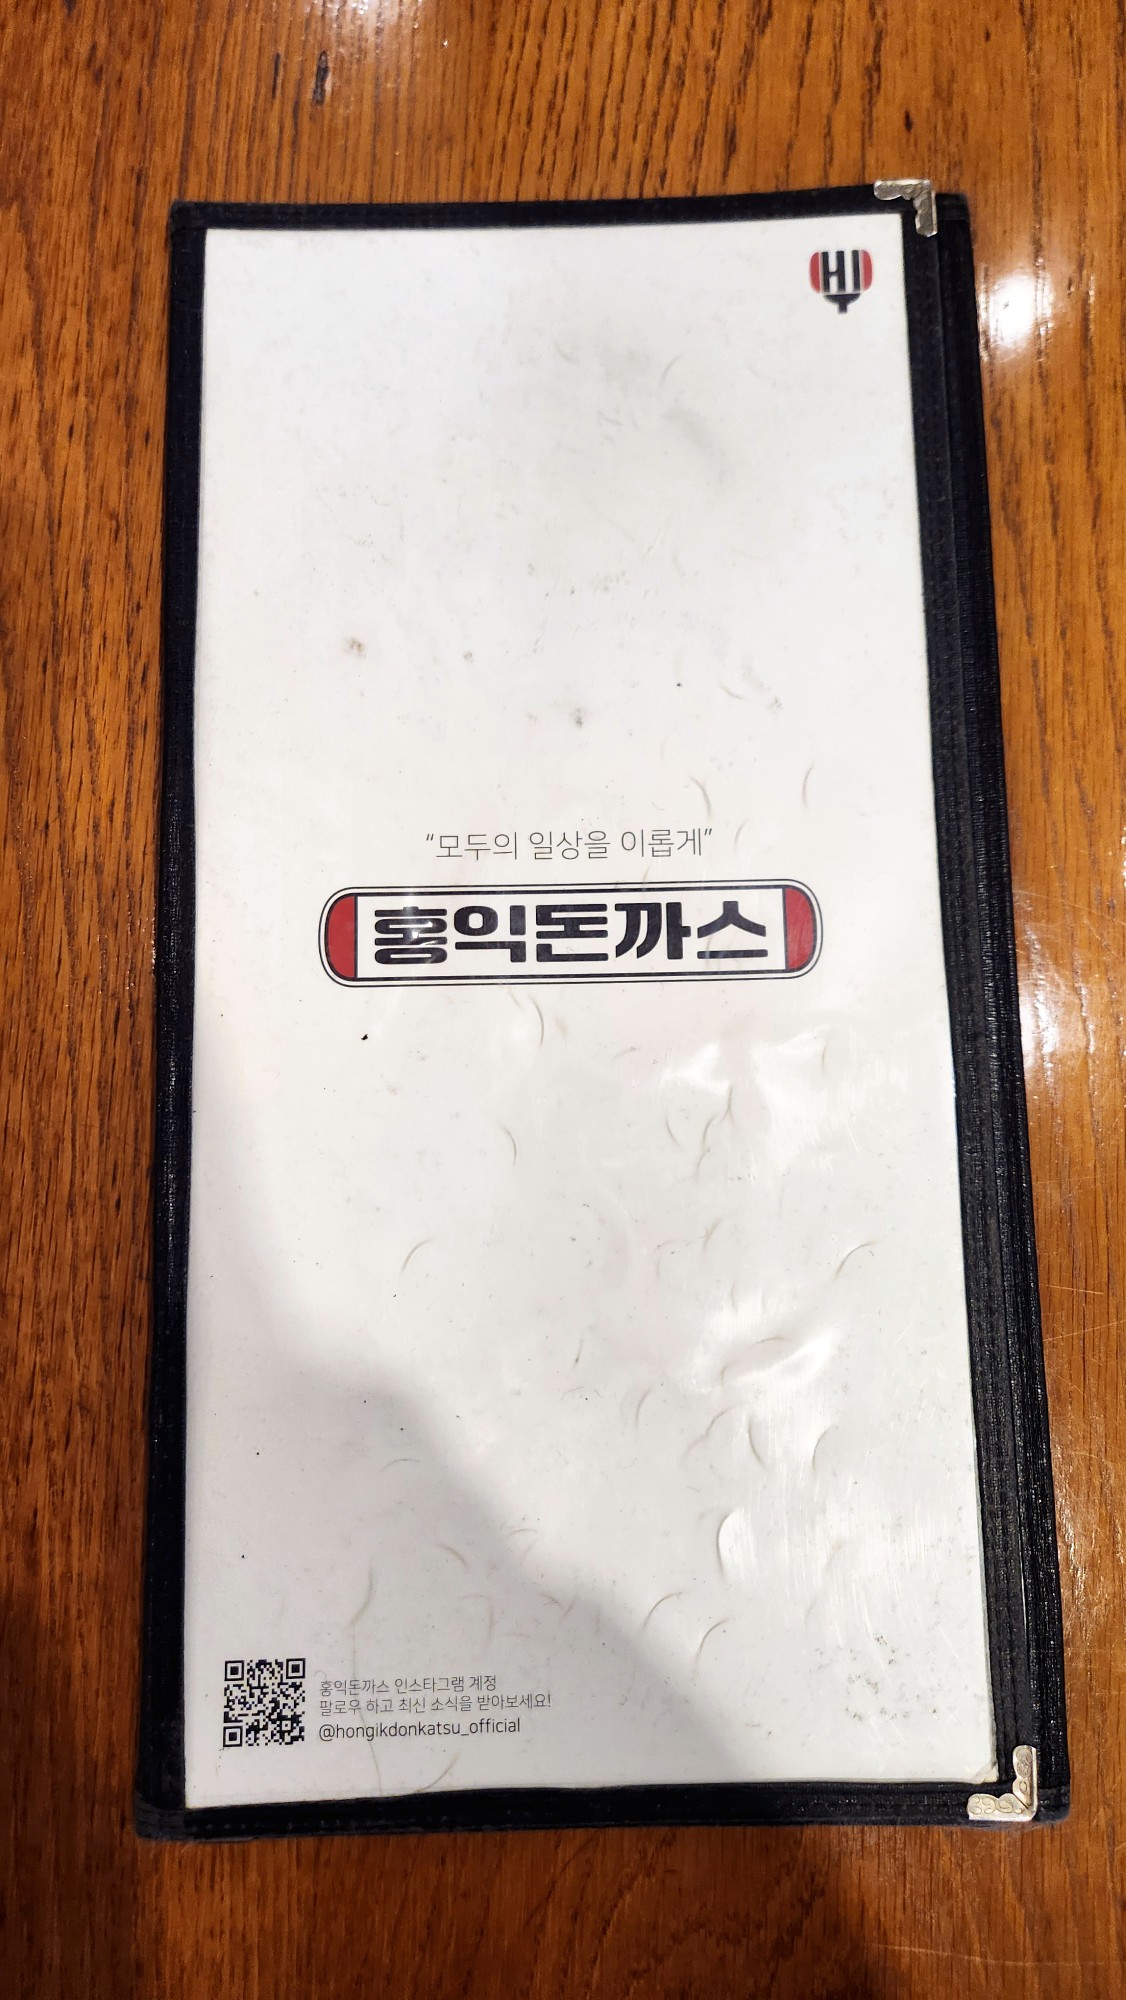 HI
“모두의 일상을 이롭게”
홍익돈까스
홍익돈까스 인스타그램 계정
팔로우 하고 최신 소식을 받아보세요!
@hongikdonkatsu_official